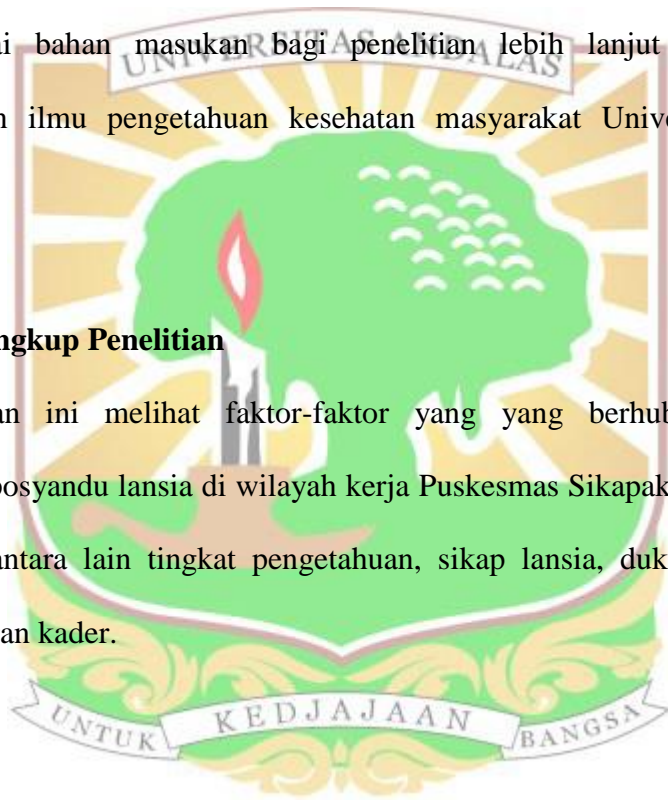 ai bahan masukan bagi penelitian lebih lanjut
UNIVERSITAS ANDALAS
n ilmu pengetahuan kesehatan masyarakat Unive
ngkup Penelitian
an ini melihat faktor-faktor yang yang berhub
posyandu lansia di wilayah kerja Puskesmas Sikapak
antara lain tingkat pengetahuan, sikap lansia, duk
an kader.
UNTUK KEDJAJAAN BANGSA